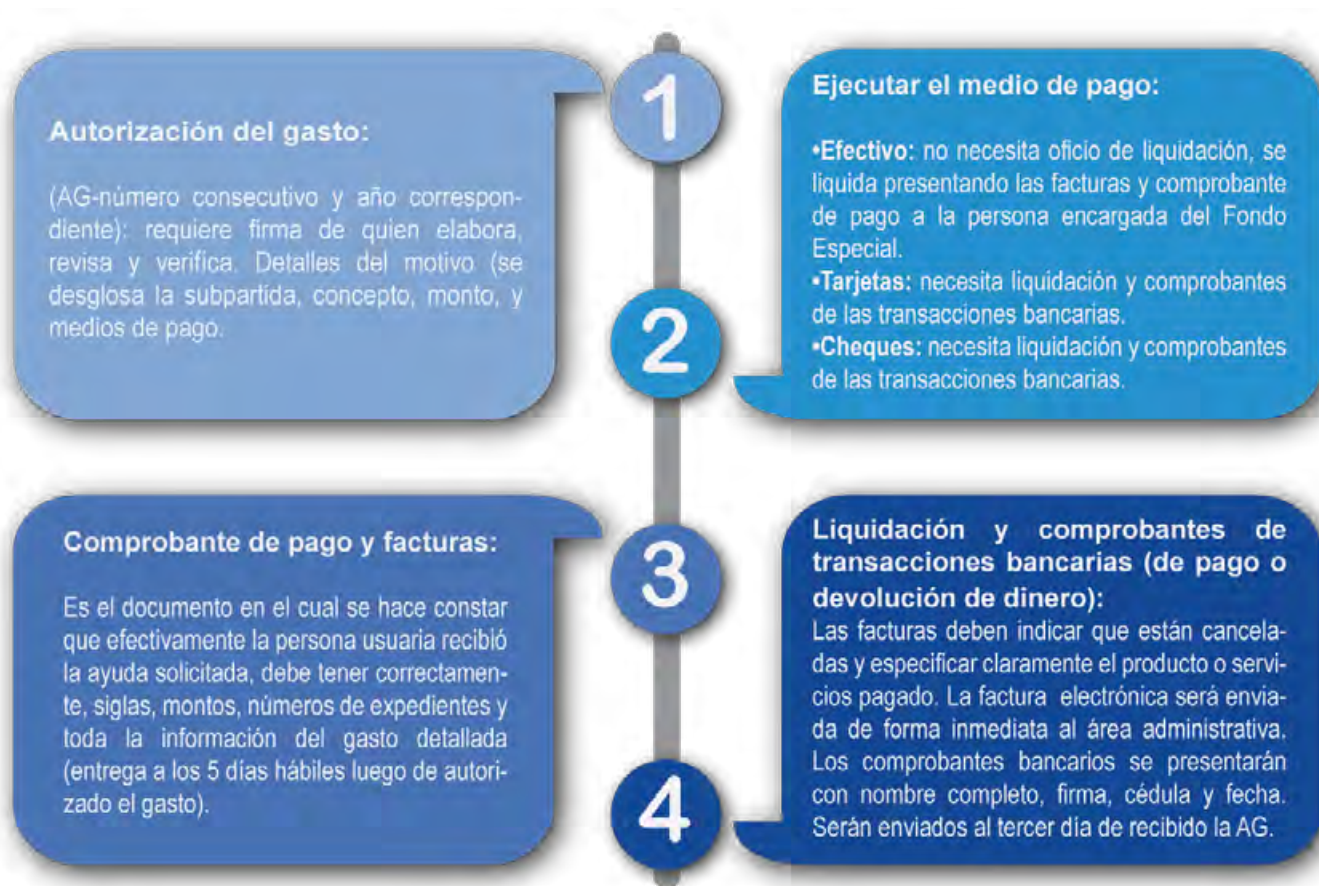 1
Autorización del gasto:
(AG-número consecutivo y año correspon-
diente): requiere firma de quien elabora,
revisa y verifica. Detalles del motivo (se
desglosa la subpartida, concepto, monto, y
medios de pago.
2
Ejecutar el medio de pago:
•Efectivo: no necesita oficio de liquidación, se
liquida presentando las facturas y comprobante
de pago a la persona encargada del Fondo
Especial.
•Tarjetas: necesita liquidación y comprobantes
de las transacciones bancarias.
•Cheques: necesita liquidación y comprobantes
de las transacciones bancarias.
3
Comprobante de pago y facturas:
Es el documento en el cual se hace constar
que efectivamente la persona usuaria recibió
la ayuda solicitada, debe tener correctamen-
te, siglas, montos, números de expedientes y
toda la información del gasto detallada
(entrega a los 5 días hábiles luego de autori-
zado el gasto).
4
Liquidación y comprobantes de
transacciones bancarias (de pago o
devolución de dinero):
Las facturas deben indicar que están cancela-
das y especificar claramente el producto o servi-
cios pagado. La factura electrónica será envia-
da de forma inmediata al área administrativa.
Los comprobantes bancarios se presentarán
con nombre completo, firma, cédula y fecha.
Serán enviados al tercer día de recibido la AG.